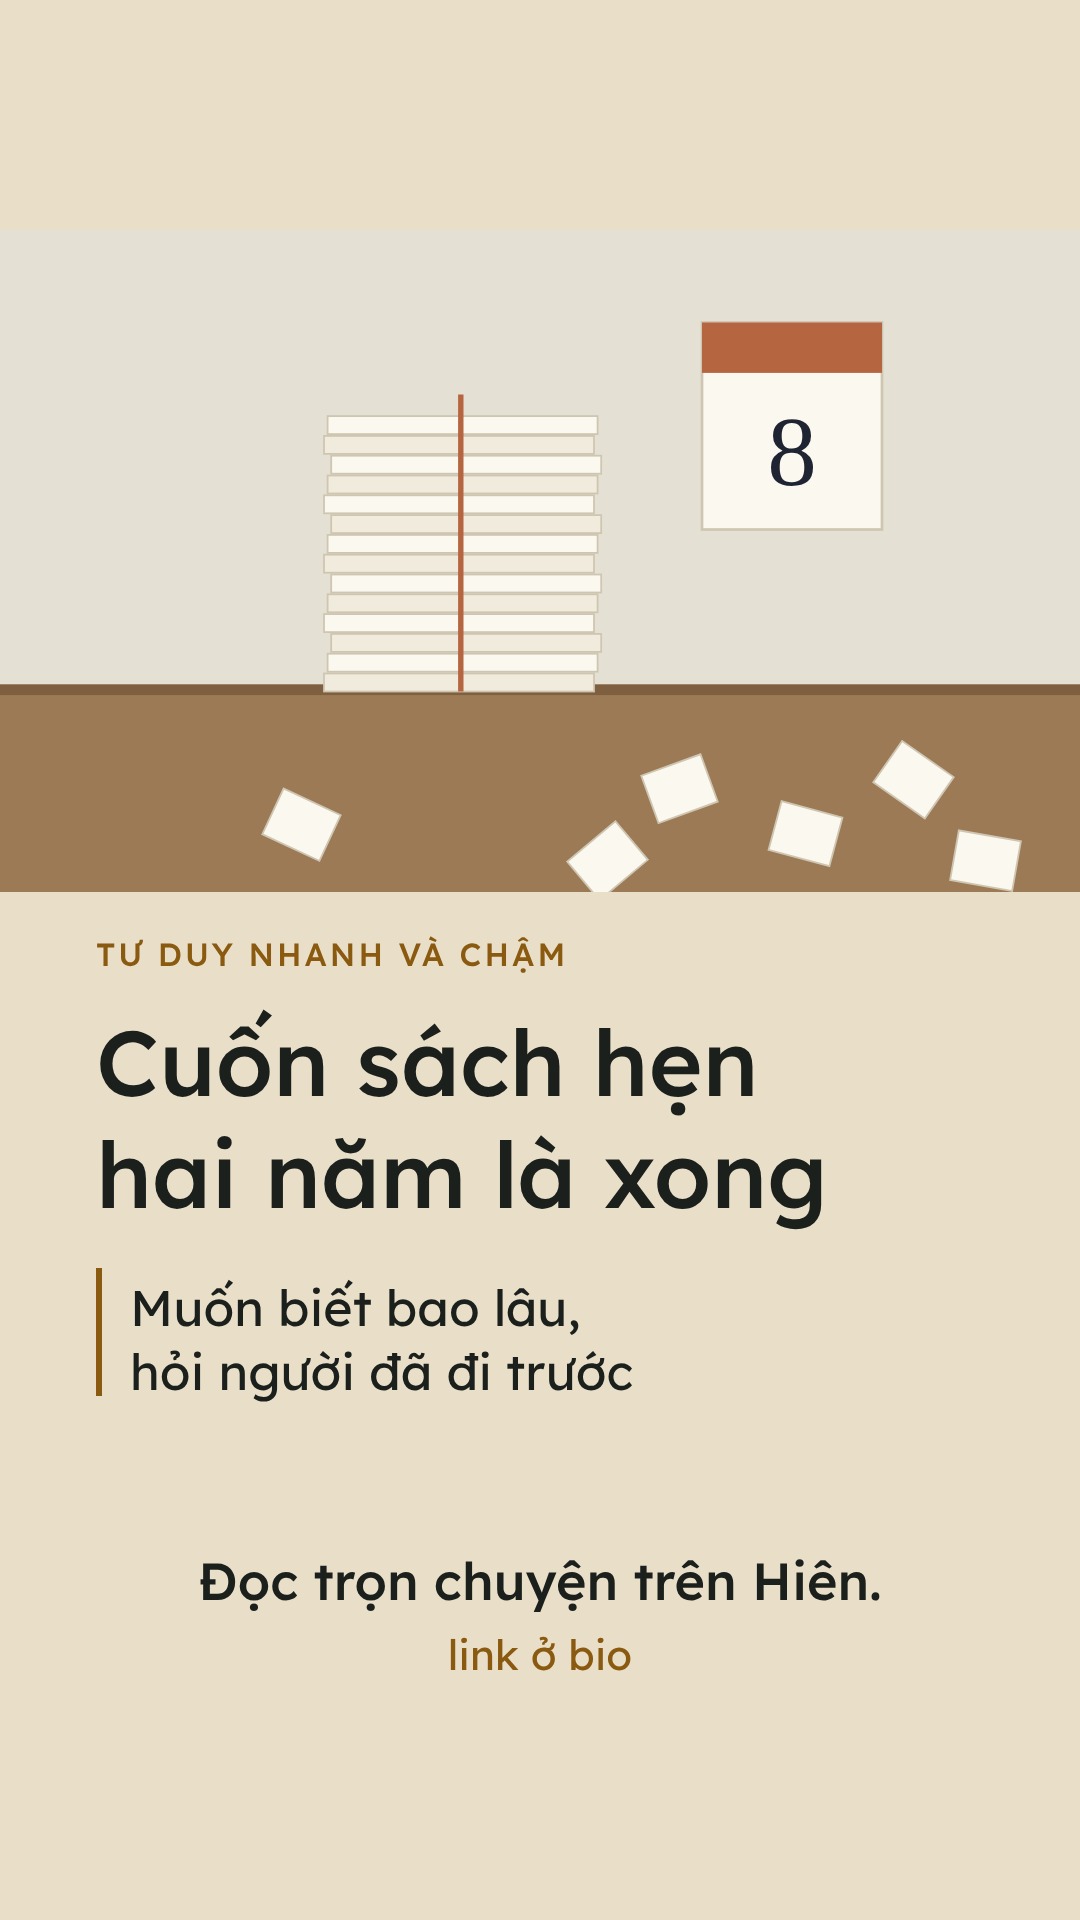 8
TƯ DUY NHANH VÀ CHẬM
Cuốn sách hẹn
hai năm là xong
Muốn biết bao lâu,
hỏi người đã đi trước
Đọc trọn chuyện trên Hiên.
link ở bio